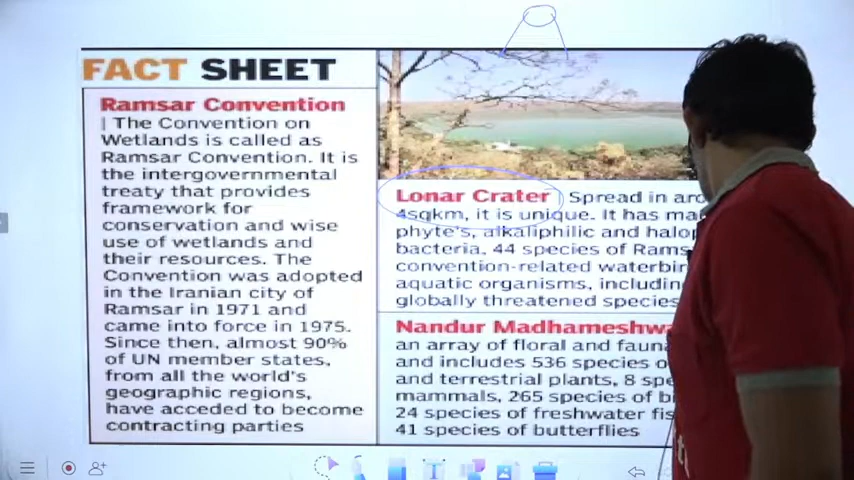 FACT SHEET
Ramsar Convention
| The Convention on
Wetlands is called as
Ramsar Convention. It is
the intergovernmental
treaty that provides
framework for
conservation and wise
use of wetlands and
their resources. The
Convention was adopted
in the Iranian city of
Ramsar in 1971 and
came into force in 1975.
Since then, almost 90%
of UN member states,
from all the world's
geographic regions,
have acceded to become
contracting parties
Lonar Crater | Spread in
4sqkm, it is unique. It has
phyte's, alkaliphilic and
bacteria, 44 species of
convention-related
aquatic organisms,
globally threatened species
Nandur
an array of floral and
and includes 536 species
and terrestrial plants, 8
mammals, 265 species of
24 species of freshwater
41 species of butterflies